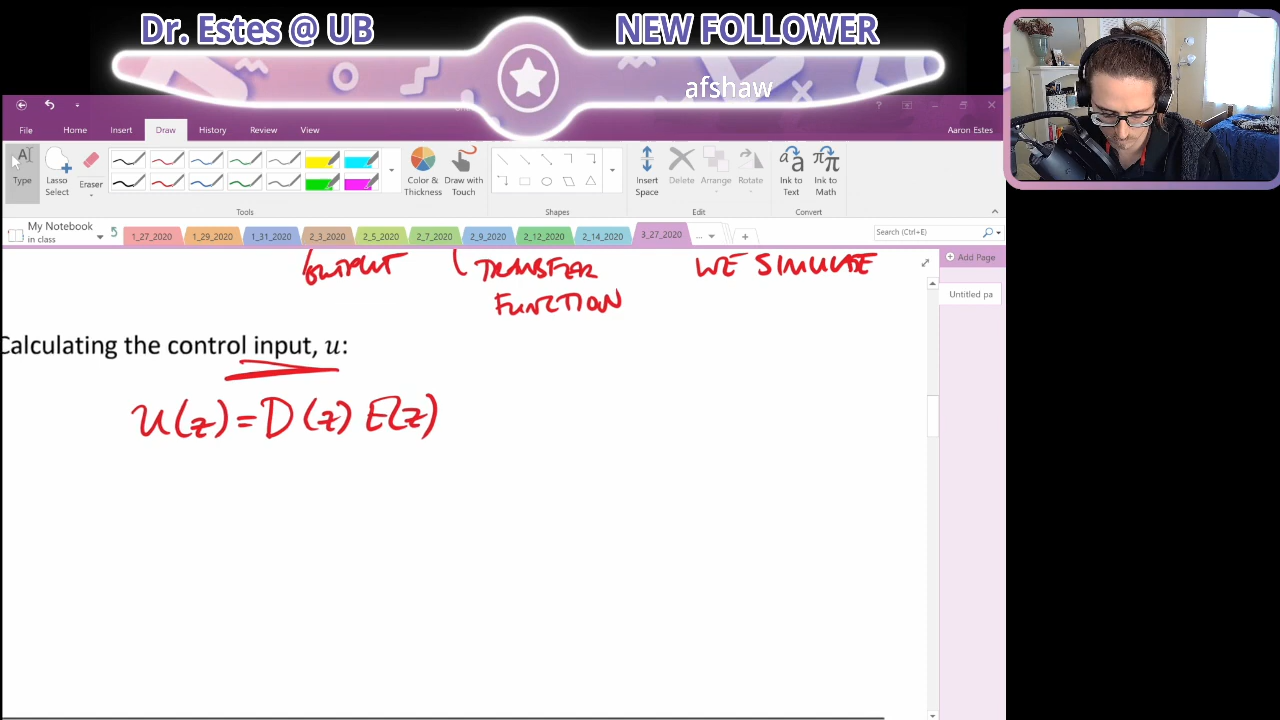 Dr. Estes @ UB
NEW FOLLOWER
afshaw
File Home Insert Draw History Review View Aaron Estes
Type Lasso Select Eraser Color & Thickness Draw with Touch Insert Space Delete Arrange Rotate Ink to Text Ink to Math
Tools Shapes Edit Convert
My Notebook
in class
1_27_2020 1_29_2020 1_31_2020 2_3_2020 2_5_2020 2_7_2020 2_9_2020 2_12_2020 2_14_2020 3_27_2020 ... + Search (Ctrl+E)
Add Page
Untitled pa
OUTPUT TRANSFER WE SIMULATE
FUNCTION
Calculating the control input, u:
U(z) = D(z) E(z)